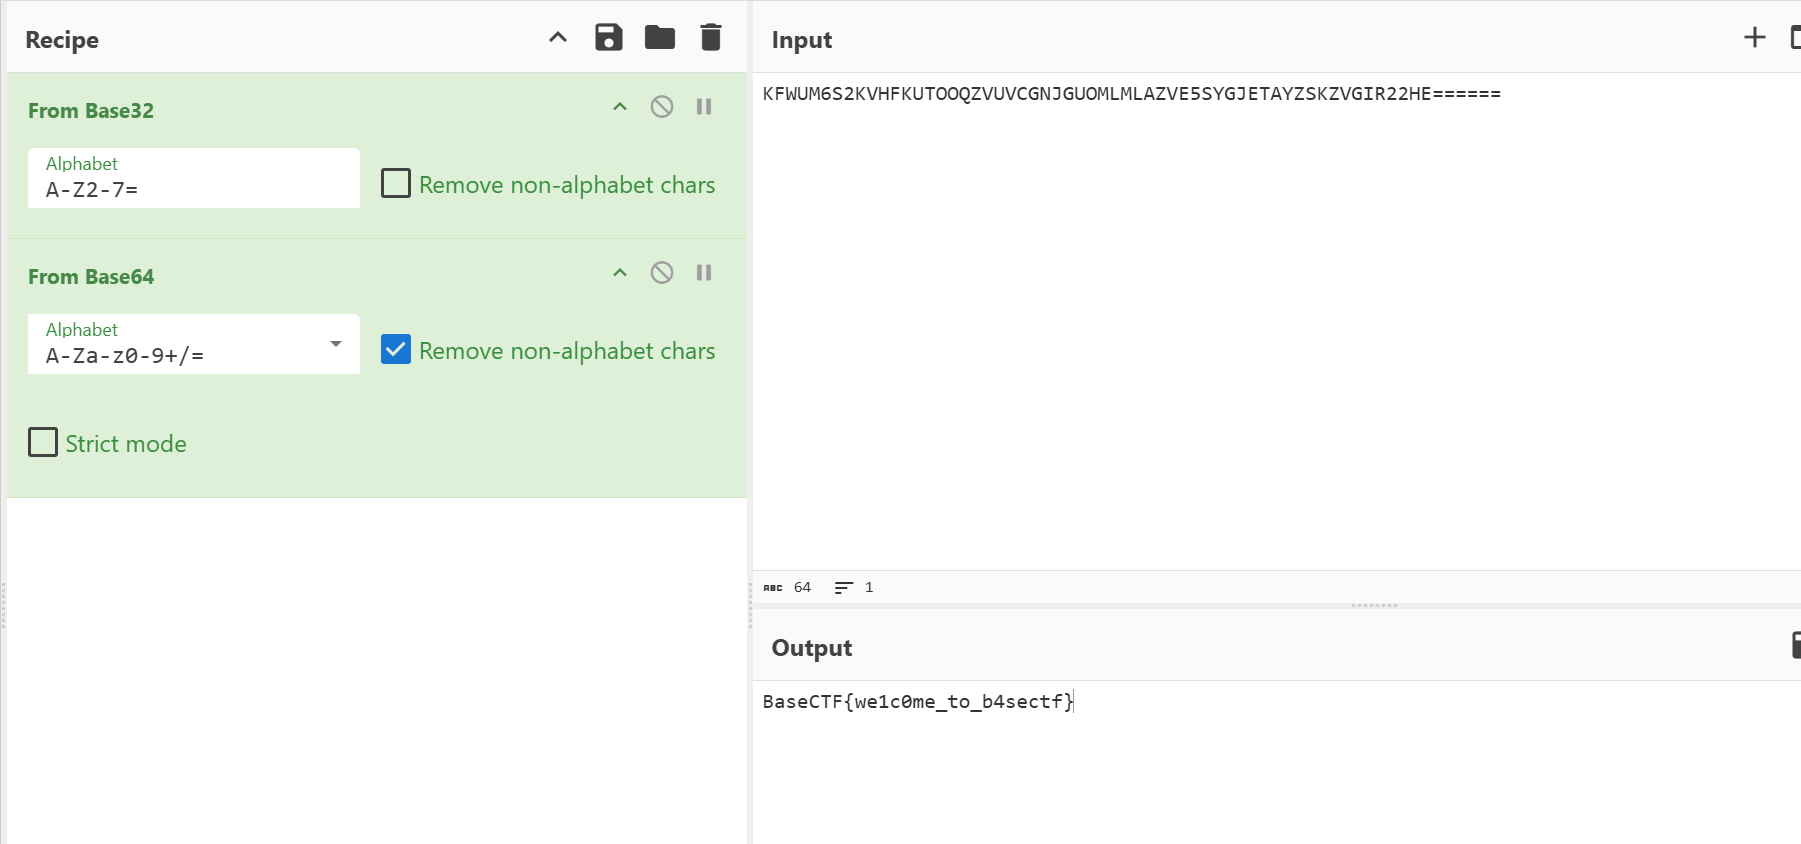 Recipe
From Base32
Alphabet
A-Z2-7=
Remove non-alphabet chars
From Base64
Alphabet
A-Za-z0-9+/=
Remove non-alphabet chars
Strict mode
Input
KFWUM6S2KVHFKUTOOQZVUVCGNJGUOMLMLAZVE5SYGJETAYZSKZVGIR22HE======
ABC 64 1
Output
BaseCTF{we1c0me_to_b4sectf}